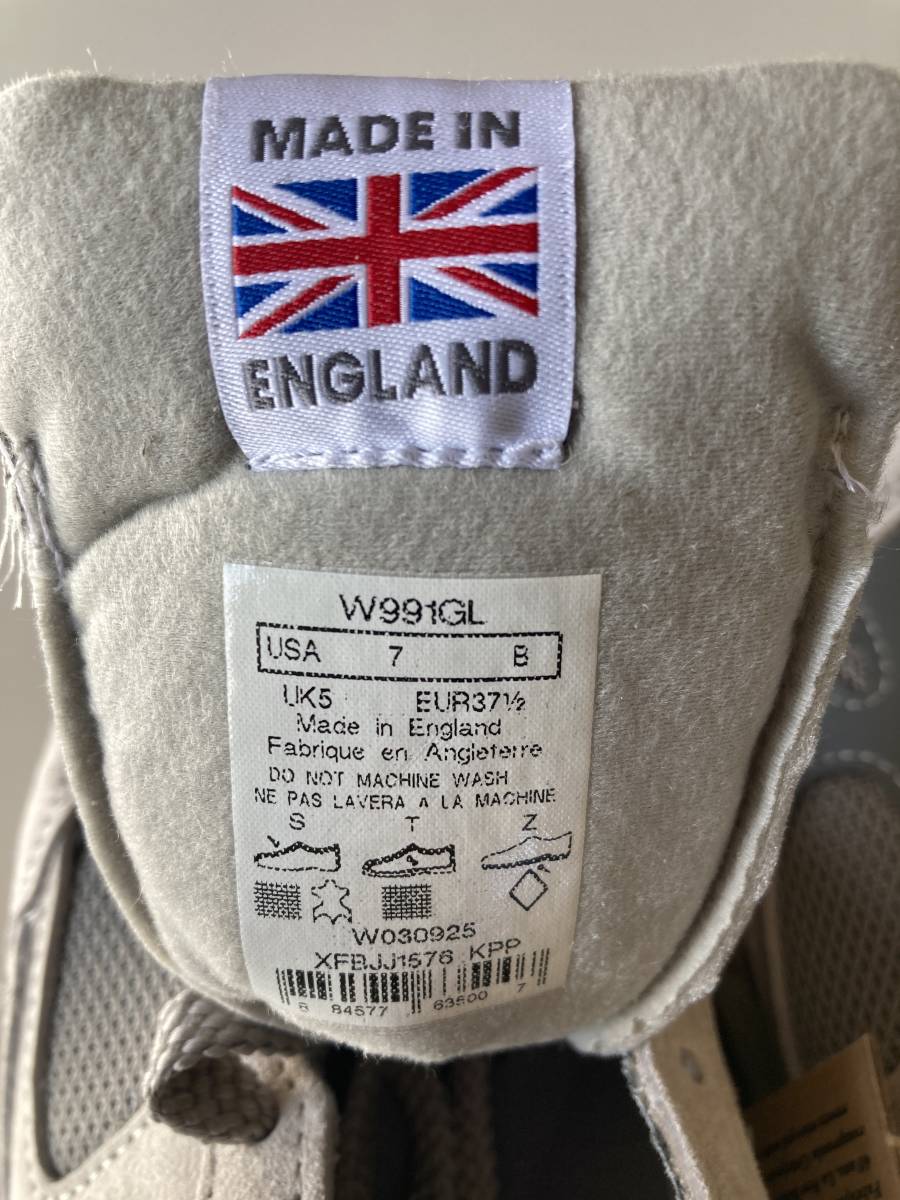 MADE IN
ENGLAND
W991GL
USA 7 B
UK5 EUR37½
Made in England
Fabrique en Angleterre
DO NOT MACHINE WASH
NE PAS LAVERA A LA MACHINE
S T Z
W030925
XFBJJ1576 KPP
84577 63500 7